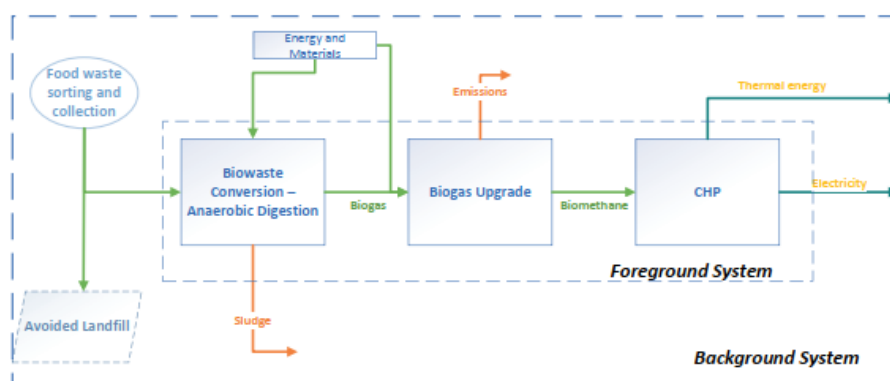 Energy and
Materials
Food waste
sorting and
collection
Emissions
Thermal energy
Biowaste
Conversion –
Anaerobic Digestion
Biogas
Biogas Upgrade
Biomethane
CHP
Electricity
Foreground System
Avoided Landfill
Sludge
Background System